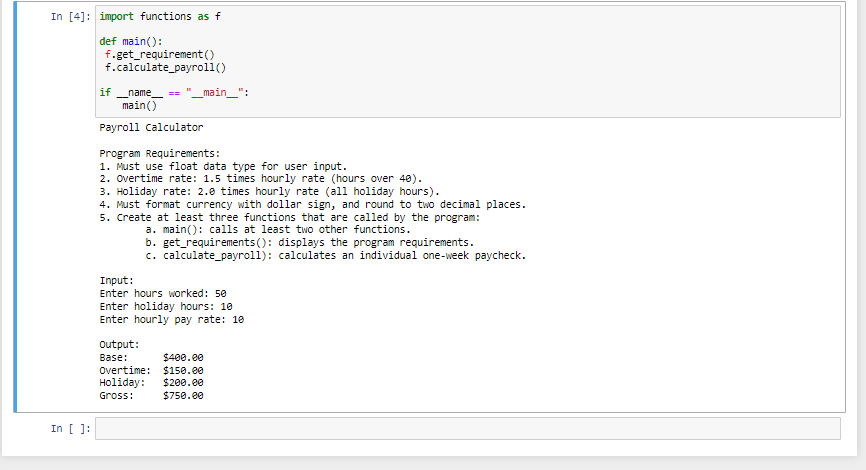 In [4]: import functions as f
def main():
f.get_requirement()
f.calculate_payroll()
if __name__ == "__main__":
main()
Payroll Calculator
Program Requirements:
1. Must use float data type for user input.
2. Overtime rate: 1.5 times hourly rate (hours over 40).
3. Holiday rate: 2.0 times hourly rate (all holiday hours).
4. Must format currency with dollar sign, and round to two decimal places.
5. Create at least three functions that are called by the program:
a. main(): calls at least two other functions.
b. get_requirements(): displays the program requirements.
c. calculate_payroll): calculates an individual one-week paycheck.
Input:
Enter hours worked: 50
Enter holiday hours: 10
Enter hourly pay rate: 10
Output:
Base: $400.00
Overtime: $150.00
Holiday: $200.00
Gross: $750.00
In [ ]: